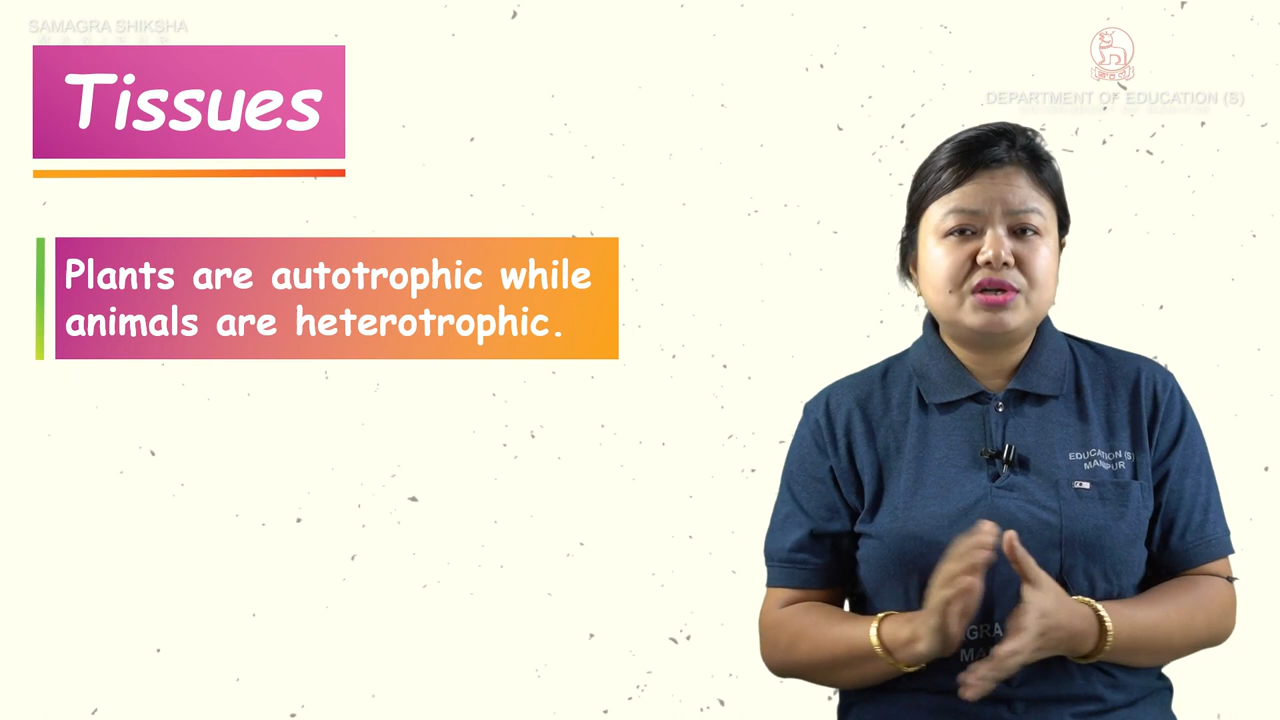 SAMAGRA SHIKSHA
Tissues
DEPARTMENT OF EDUCATION (S)
Plants are autotrophic while
animals are heterotrophic.
EDUCATION (S)
MANIPUR